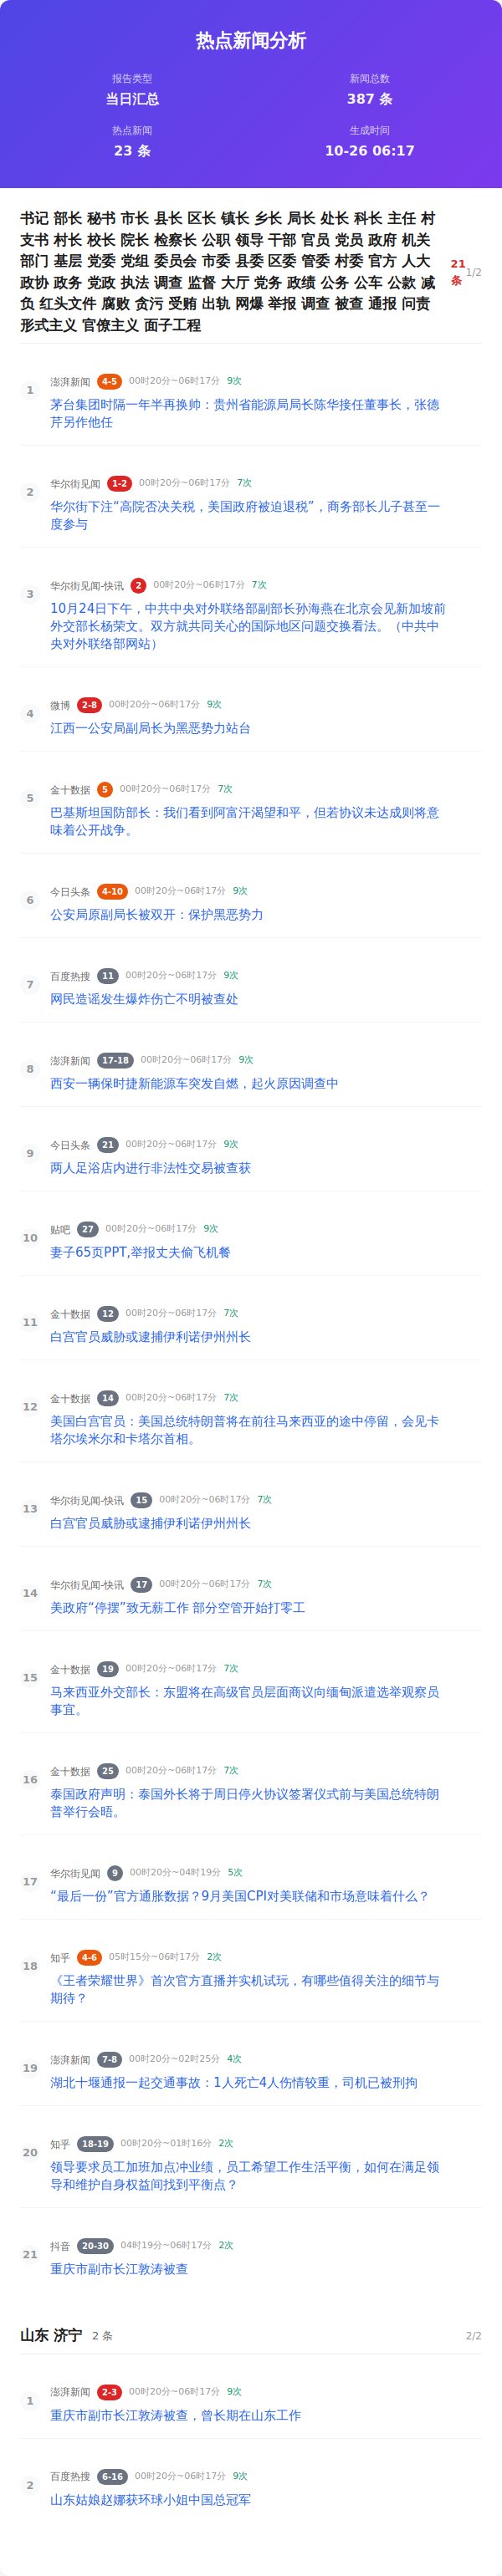 热点新闻分析
报告类型
当日汇总
新闻总数
387 条
热点新闻
23 条
生成时间
10-26 06:17
书记 部长 秘书 市长 县长 区长 镇长 乡长 局长 处长 科长 主任 村
支书 村长 校长 院长 检察长 公职 领导 干部 官员 党员 政府 机关
部门 基层 党委 党组 委员会 市委 县委 区委 管委 村委 官方 人大
政协 政务 党政 执法 调查 监督 大厅 党务 政绩 公务 公车 公款 减
负 红头文件 腐败 贪污 受贿 出轨 网爆 举报 调查 被查 通报 问责
形式主义 官僚主义 面子工程
21
条
1/2
1
澎湃新闻 4-5 00时20分~06时17分 9次
茅台集团时隔一年半再换帅：贵州省能源局局长陈华接任董事长，张德
芹另作他任
2
华尔街见闻 1-2 00时20分~06时17分 7次
华尔街下注“高院否决关税，美国政府被迫退税”，商务部长儿子甚至一
度参与
3
华尔街见闻-快讯 2 00时20分~06时17分 7次
10月24日下午，中共中央对外联络部副部长孙海燕在北京会见新加坡前
外交部长杨荣文。双方就共同关心的国际地区问题交换看法。（中共中
央对外联络部网站）
4
微博 2-8 00时20分~06时17分 9次
江西一公安局副局长为黑恶势力站台
5
金十数据 5 00时20分~06时17分 7次
巴基斯坦国防部长：我们看到阿富汗渴望和平，但若协议未达成则将意
味着公开战争。
6
今日头条 4-10 00时20分~06时17分 9次
公安局原副局长被双开：保护黑恶势力
7
百度热搜 11 00时20分~06时17分 9次
网民造谣发生爆炸伤亡不明被查处
8
澎湃新闻 17-18 00时20分~06时17分 9次
西安一辆保时捷新能源车突发自燃，起火原因调查中
9
今日头条 21 00时20分~06时17分 9次
两人足浴店内进行非法性交易被查获
10
贴吧 27 00时20分~06时17分 9次
妻子65页PPT,举报丈夫偷飞机餐
11
金十数据 12 00时20分~06时17分 7次
白宫官员威胁或逮捕伊利诺伊州州长
12
金十数据 14 00时20分~06时17分 7次
美国白宫官员：美国总统特朗普将在前往马来西亚的途中停留，会见卡
塔尔埃米尔和卡塔尔首相。
13
华尔街见闻-快讯 15 00时20分~06时17分 7次
白宫官员威胁或逮捕伊利诺伊州州长
14
华尔街见闻-快讯 17 00时20分~06时17分 7次
美政府“停摆”致无薪工作 部分空管开始打零工
15
金十数据 19 00时20分~06时17分 7次
马来西亚外交部长：东盟将在高级官员层面商议向缅甸派遣选举观察员
事宜。
16
金十数据 25 00时20分~06时17分 7次
泰国政府声明：泰国外长将于周日停火协议签署仪式前与美国总统特朗
普举行会晤。
17
华尔街见闻 9 00时20分~04时19分 5次
“最后一份”官方通胀数据？9月美国CPI对美联储和市场意味着什么？
18
知乎 4-6 05时15分~06时17分 2次
《王者荣耀世界》首次官方直播并实机试玩，有哪些值得关注的细节与
期待？
19
澎湃新闻 7-8 00时20分~02时25分 4次
湖北十堰通报一起交通事故：1人死亡4人伤情较重，司机已被刑拘
20
知乎 18-19 00时20分~01时16分 2次
领导要求员工加班加点冲业绩，员工希望工作生活平衡，如何在满足领
导和维护自身权益间找到平衡点？
21
抖音 20-30 04时19分~06时17分 2次
重庆市副市长江敦涛被查
山东 济宁 2 条 2/2
1
澎湃新闻 2-3 00时20分~06时17分 9次
重庆市副市长江敦涛被查，曾长期在山东工作
2
百度热搜 6-16 00时20分~06时17分 9次
山东姑娘赵娜获环球小姐中国总冠军